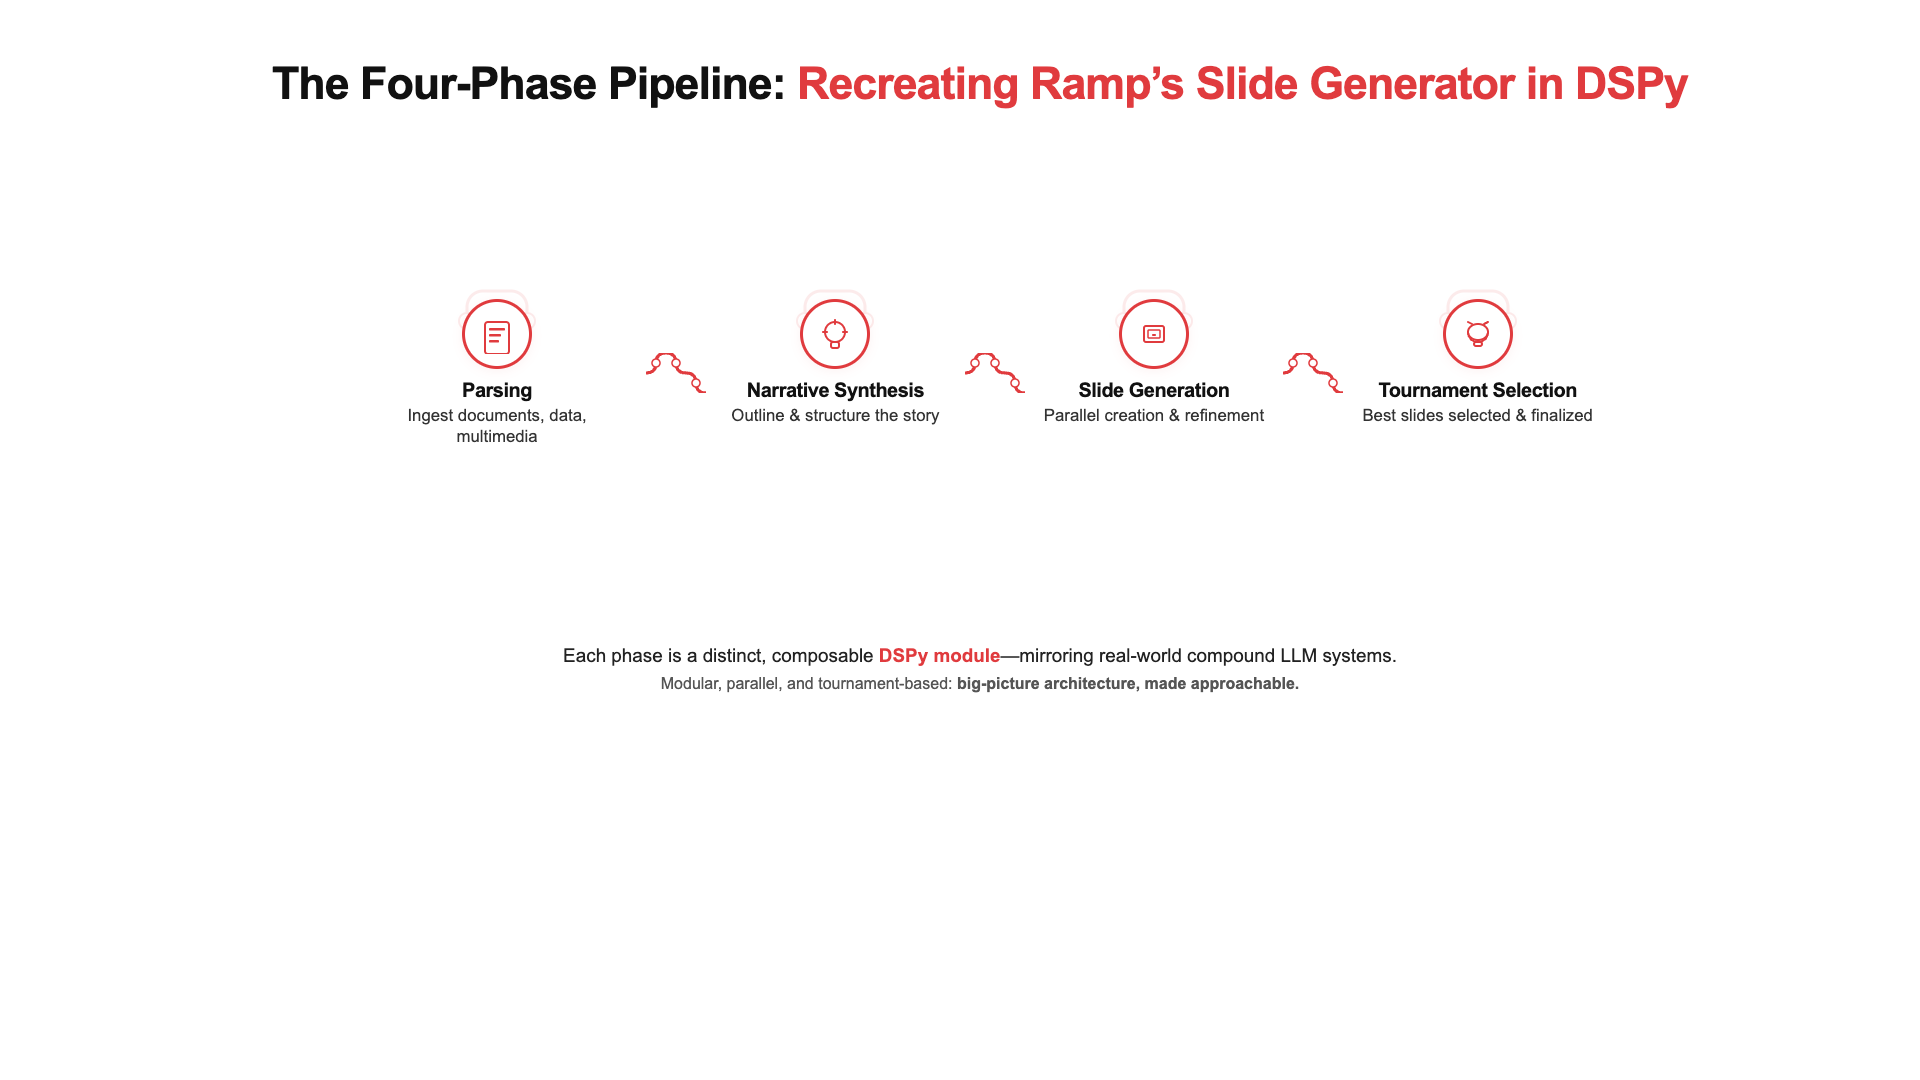 The Four-Phase Pipeline: Recreating Ramp’s Slide Generator in DSPy
Parsing
Ingest documents, data,
multimedia
Narrative Synthesis
Outline & structure the story
Slide Generation
Parallel creation & refinement
Tournament Selection
Best slides selected & finalized
Each phase is a distinct, composable DSPy module—mirroring real-world compound LLM systems.
Modular, parallel, and tournament-based: big-picture architecture, made approachable.